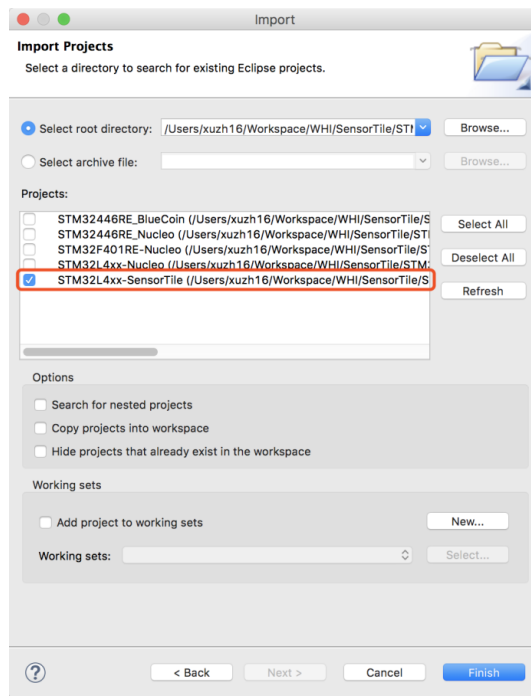 Import
Import Projects
Select a directory to search for existing Eclipse projects.
Select root directory: /Users/xuzh16/Workspace/WHI/SensorTile/STM Browse...
Select archive file: Browse...
Projects:
STM32446RE_BlueCoin (/Users/xuzh16/Workspace/WHI/SensorTile/S
STM32446RE_Nucleo (/Users/xuzh16/Workspace/WHI/SensorTile/STI
STM32F401RE-Nucleo (/Users/xuzh16/Workspace/WHI/SensorTile/S
STM32L4xx-Nucleo (/Users/xuzh16/Workspace/WHI/SensorTile/STM
STM32L4xx-SensorTile (/Users/xuzh16/Workspace/WHI/SensorTile/S
Select All
Deselect All
Refresh
Options
Search for nested projects
Copy projects into workspace
Hide projects that already exist in the workspace
Working sets
Add project to working sets New...
Working sets: Select...
? < Back Next > Cancel Finish